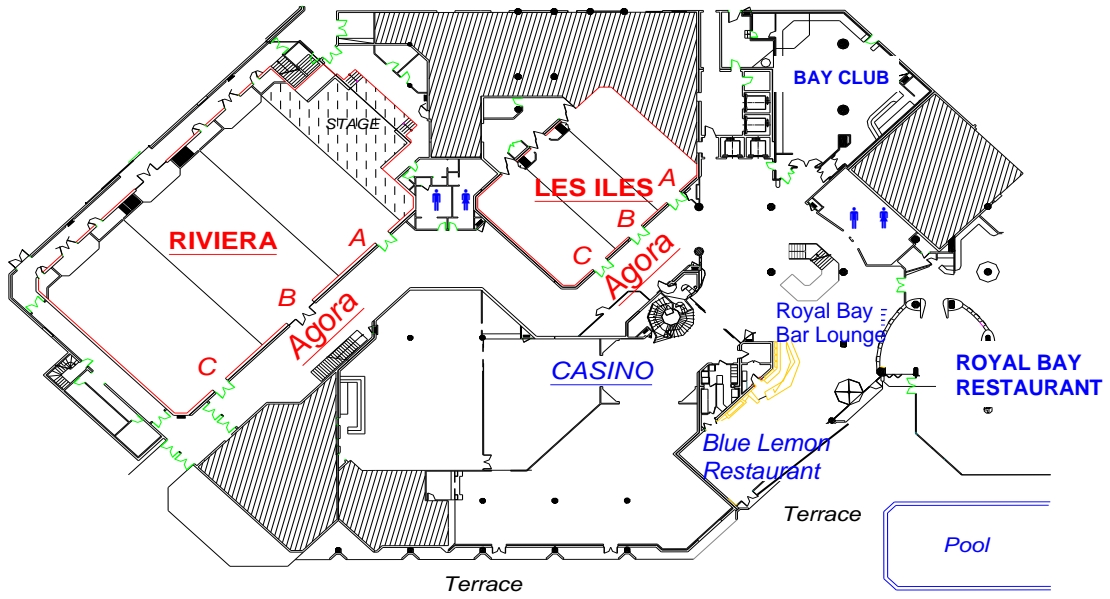 BAY CLUB
STAGE
LES ILES
A
B
C
Agora
RIVIERA
A
B
C
Agora
Royal Bay
Bar Lounge
CASINO
ROYAL BAY
RESTAURANT
Blue Lemon
Restaurant
Terrace
Pool
Terrace